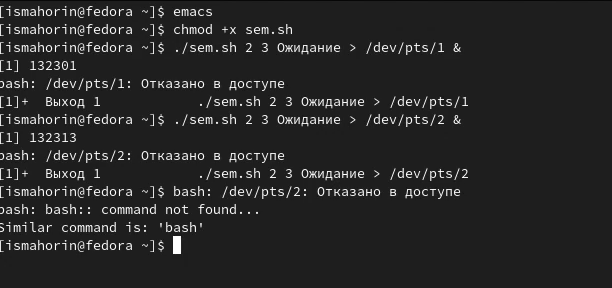 [ismahorin@fedora ~]$ emacs
[ismahorin@fedora ~]$ chmod +x sem.sh
[ismahorin@fedora ~]$ ./sem.sh 2 3 Ожидание > /dev/pts/1 &
[1] 132301
bash: /dev/pts/1: Отказано в доступе
[1]+  Выход 1            ./sem.sh 2 3 Ожидание > /dev/pts/1
[ismahorin@fedora ~]$ ./sem.sh 2 3 Ожидание > /dev/pts/2 &
[1] 132313
bash: /dev/pts/2: Отказано в доступе
[1]+  Выход 1            ./sem.sh 2 3 Ожидание > /dev/pts/2
[ismahorin@fedora ~]$ bash: /dev/pts/2: Отказано в доступе
bash: bash:: command not found...
Similar command is: 'bash'
[ismahorin@fedora ~]$